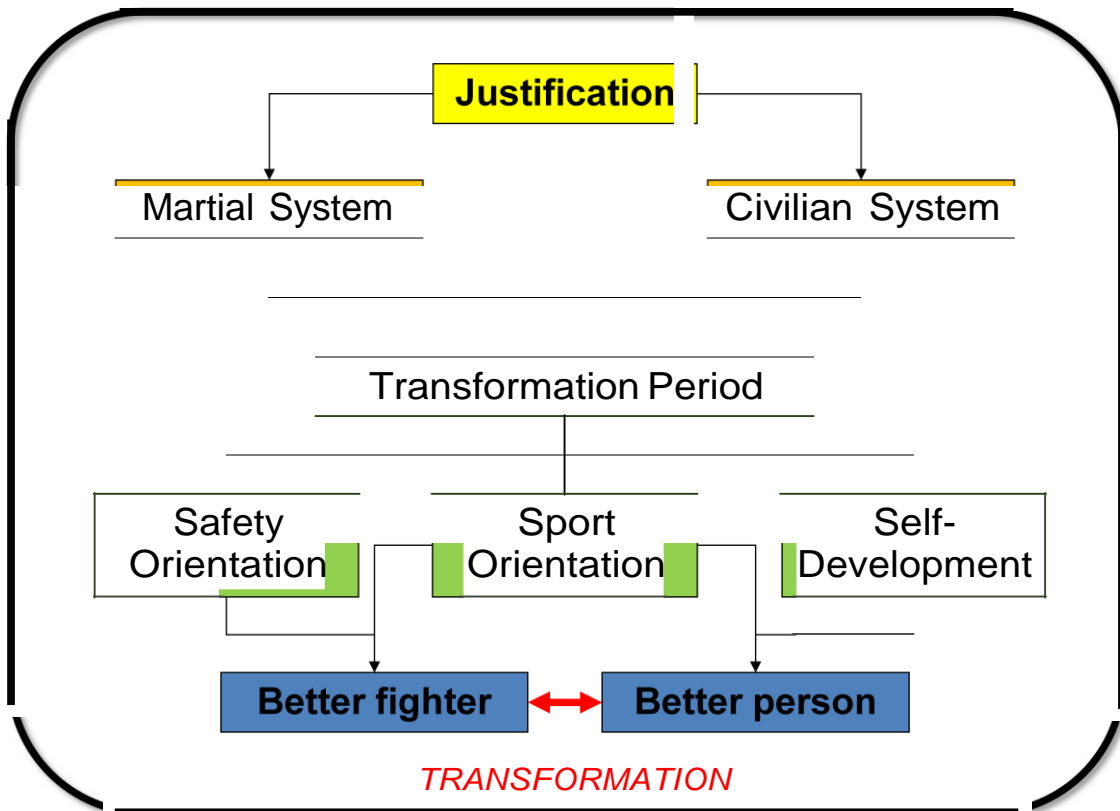 Justification
Martial System
Civilian System
Transformation Period
Safety
Orientation
Sport
Orientation
Self-
Development
Better fighter
Better person
TRANSFORMATION